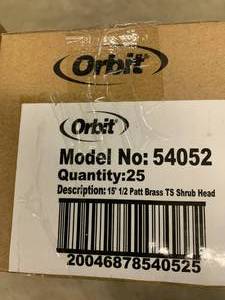 Orbit
Orbit
Model No: 54052
Quantity:25
Description: 15' 1/2 Patt Brass TS Shrub Head
20046878540525